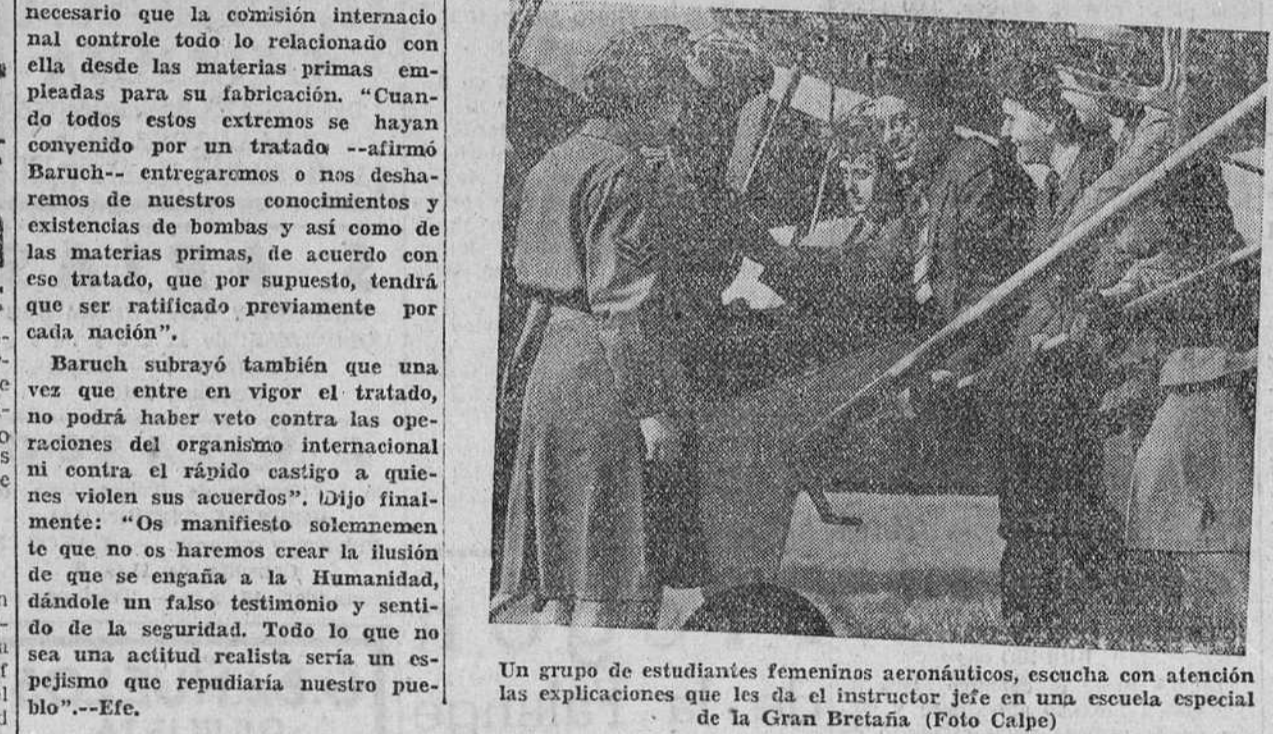 necesario que la comisión internacio
nal controle todo lo relacionado con
ella desde las materias primas em-
pleadas para su fabricación. “Cuan-
do todos estos extremos se hayan
convenido por un tratado --afirmó
Baruch-- entregaremos o nos desha-
remos de nuestros conocimientos y
existencias de bombas y así como de
las materias primas, de acuerdo con
eso tratado, que por supuesto, tendrá
que ser ratificado previamente por
cada nación”.
Baruch subrayó también que una
vez que entre en vigor el tratado,
no podrá haber veto contra las ope-
raciones del organismo internacional
ni contra el rápido castigo a quie-
nes violen sus acuerdos”. Dijo final-
mente: “Os manifiesto solemnemen
te que no os haremos crear la ilusión
de que se engaña a la Humanidad,
dándole un falso testimonio y senti-
do de la seguridad. Todo lo que no
sea una actitud realista sería un es-
pejismo que repudiaría nuestro pue-
blo”.--Efe.
Un grupo de estudiantes femeninos aeronáuticos, escucha con atención
las explicaciones que les da el instructor jefe en una escuela especial
de la Gran Bretaña (Foto Calpe)